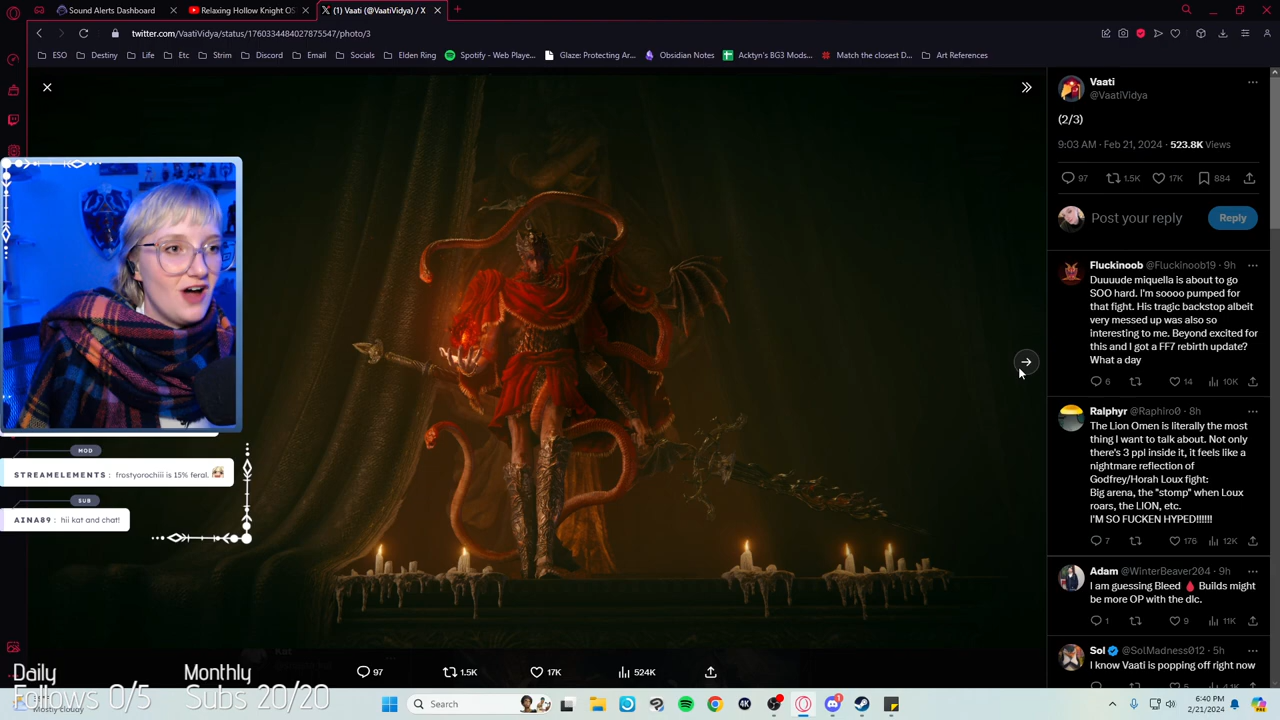 Sound Alerts Dashboard
Relaxing Hollow Knight OS
(1) Vaati (@VaatiVidya) / X
twitter.com/VaatiVidya/status/1760334484027875547/photo/3
ESO
Destiny
Life
Etc
Strim
Discord
Email
Socials
Elden Ring
Spotify - Web Playe...
Glaze: Protecting Ar...
Obsidian Notes
Acktyn's BG3 Mods...
Match the closest D...
Art References
Vaati
@VaatiVidya
(2/3)
9:03 AM · Feb 21, 2024 · 523.8K Views
97
1.5K
17K
884
Post your reply
Reply
Fluckinoob @Fluckinoob19 · 9h
Duuuude miquella is about to go
SOO hard. I'm soooo pumped for
that fight. His tragic backstop albeit
very messed up was also so
interesting to me. Beyond excited for
this and I got a FF7 rebirth update?
What a day
6
14
10K
Ralphyr @Raphlr0 · 8h
The Lion Omen is literally the most
thing I want to talk about. Not only
there's 3 ppl inside it, it feels like a
nightmare reflection of
Godfrey/Horah Loux fight:
Big arena, the "stomp" when Loux
roars, the LION, etc.
I'M SO FUCKEN HYPED!!!!!!
7
176
12K
Adam @WinterBeaver204 · 9h
I am guessing Bleed 🩸 Builds might
be more OP with the dlc.
1
9
11K
Sol @SolMadness012 · 5h
I know Vaati is popping off right now
MOD
STREAMELEMENTS : frostyorochiii is 15% feral.
SUB
AINA89 : hii kat and chat!
Kat
97
1.5K
17K
524K
Daily
Follows 0/5
Monthly
Subs 20/20
Mostly cloudy
Search
4K
1
6:40 PM
2/21/2024